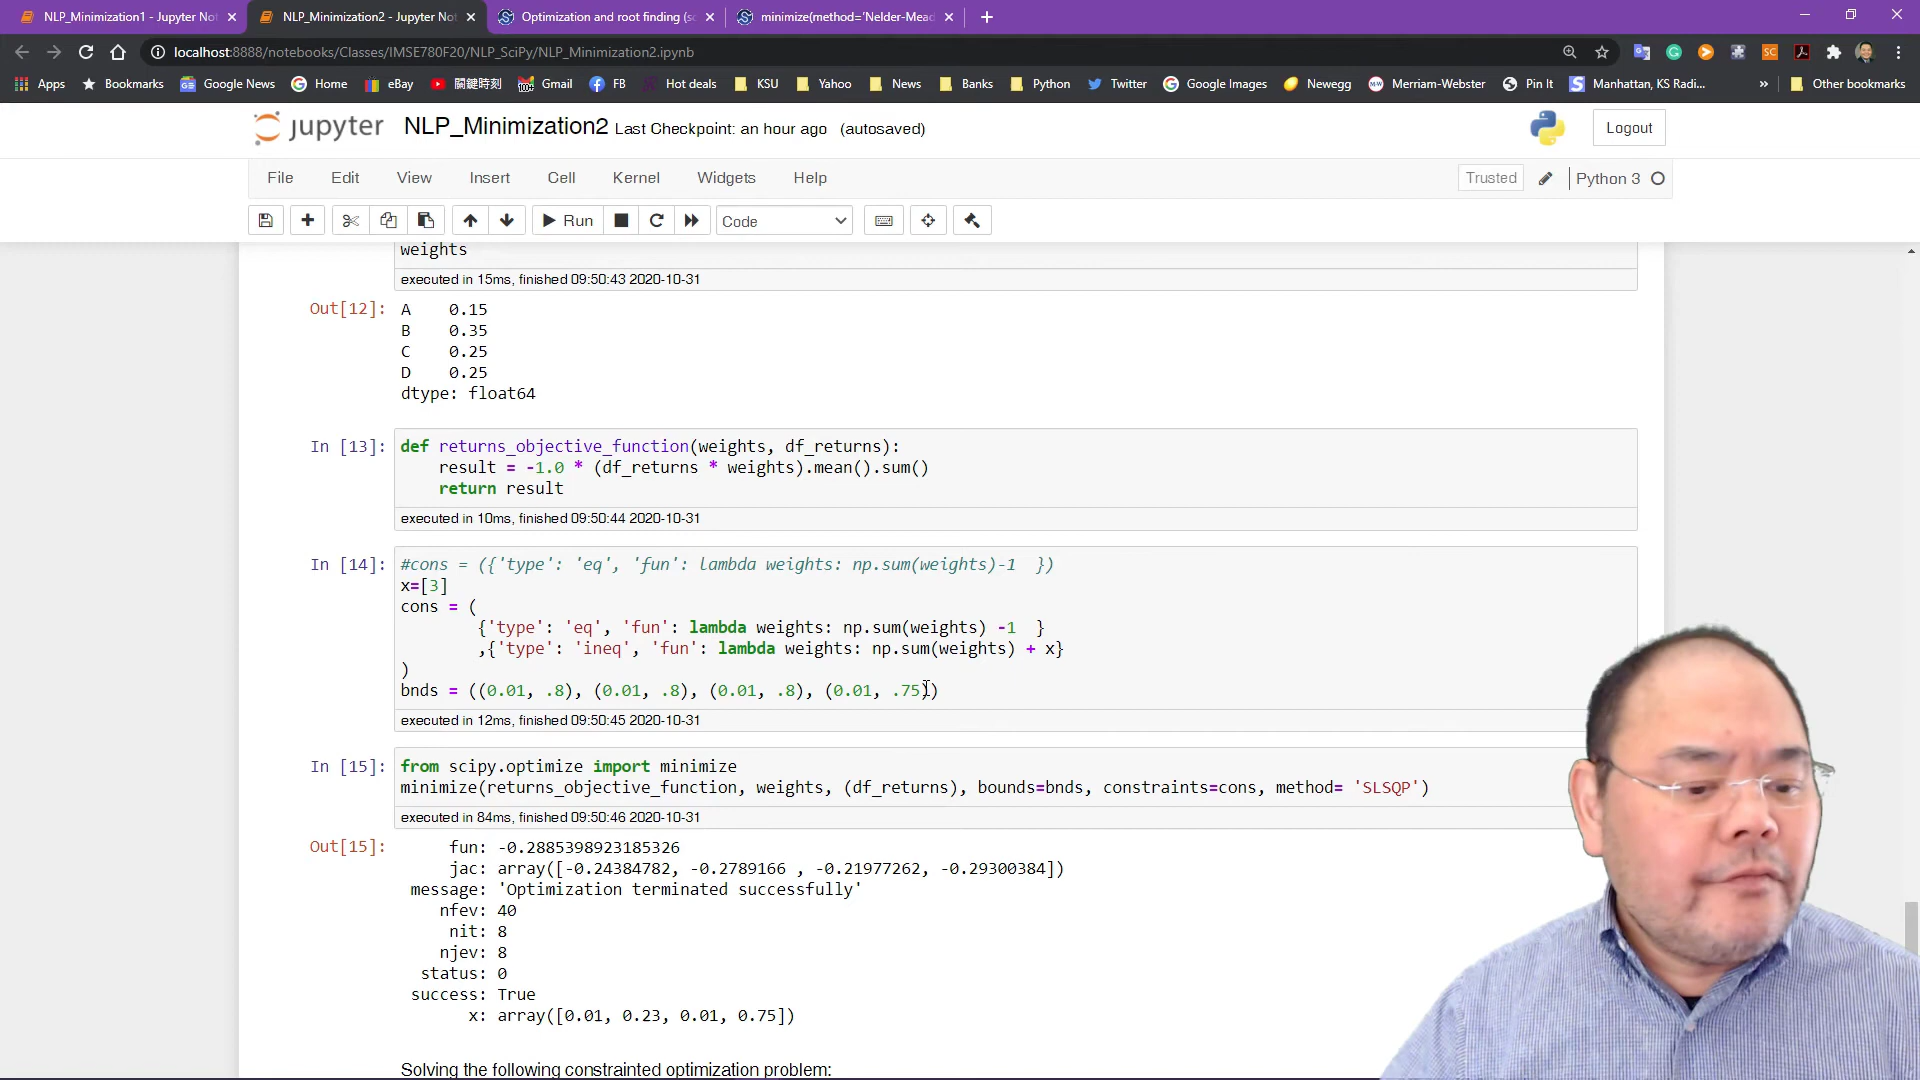 NLP_Minimization1 - Jupyter Not
NLP_Minimization2 - Jupyter Not
Optimization and root finding (sc
minimize(method='Nelder-Mead
localhost:8888/notebooks/Classes/IMSE780F20/NLP_SciPy/NLP_Minimization2.ipynb
Apps Bookmarks Google News Home eBay 關鍵時刻 Gmail FB Hot deals KSU Yahoo News Banks Python Twitter Google Images Newegg Merriam-Webster Pin It Manhattan, KS Radi... » Other bookmarks
jupyter NLP_Minimization2 Last Checkpoint: an hour ago (autosaved) Logout
File Edit View Insert Cell Kernel Widgets Help Trusted Python 3
Run Code
weights
executed in 15ms, finished 09:50:43 2020-10-31
Out[12]: A 0.15
B 0.35
C 0.25
D 0.25
dtype: float64
In [13]: def returns_objective_function(weights, df_returns):
result = -1.0 * (df_returns * weights).mean().sum()
return result
executed in 10ms, finished 09:50:44 2020-10-31
In [14]: #cons = ({'type': 'eq', 'fun': lambda weights: np.sum(weights)-1 })
x=[3]
cons = (
{'type': 'eq', 'fun': lambda weights: np.sum(weights) -1 }
,{'type': 'ineq', 'fun': lambda weights: np.sum(weights) + x}
)
bnds = ((0.01, .8), (0.01, .8), (0.01, .8), (0.01, .75))
executed in 12ms, finished 09:50:45 2020-10-31
In [15]: from scipy.optimize import minimize
minimize(returns_objective_function, weights, (df_returns), bounds=bnds, constraints=cons, method= 'SLSQP')
executed in 84ms, finished 09:50:46 2020-10-31
Out[15]: fun: -0.2885398923185326
jac: array([-0.24384782, -0.2789166 , -0.21977262, -0.29300384])
message: 'Optimization terminated successfully'
nfev: 40
nit: 8
njev: 8
status: 0
success: True
x: array([0.01, 0.23, 0.01, 0.75])
Solving the following constrainted optimization problem: